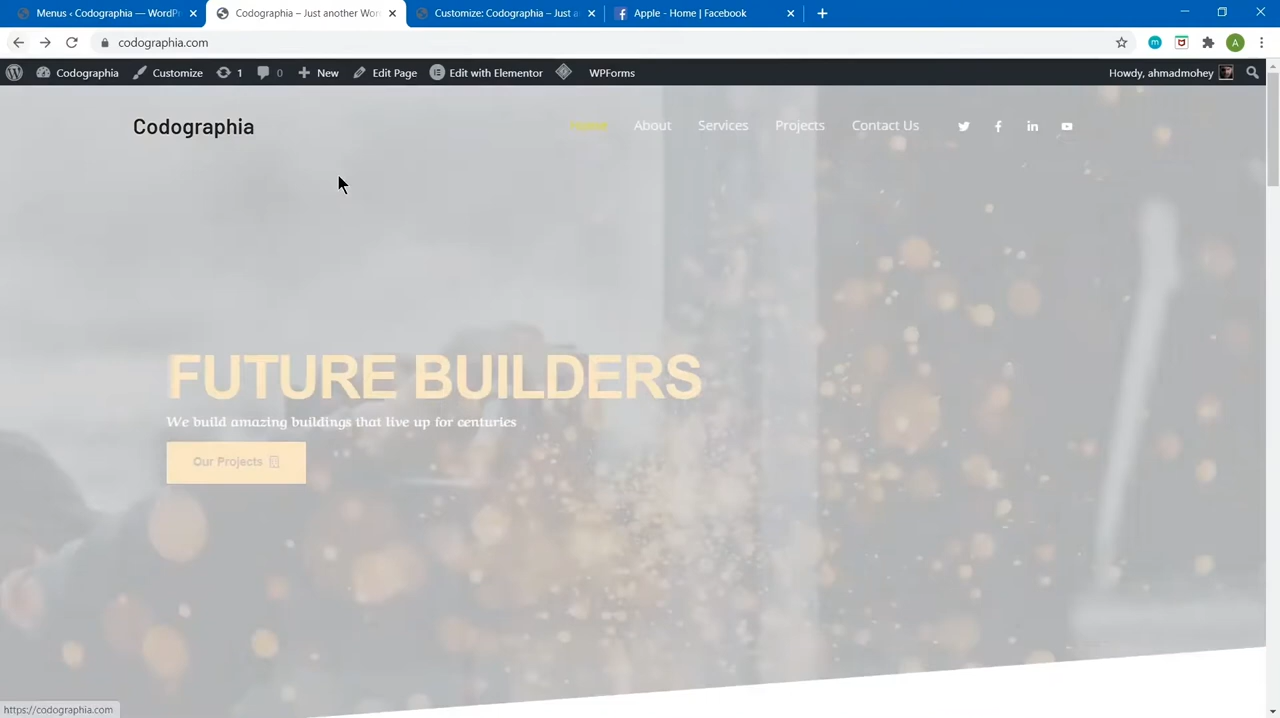 Menus ‹ Codographia — WordPr
Codographia – Just another Wor
Customize: Codographia – Just a
Apple - Home | Facebook
codographia.com
Codographia
Customize
1
0
New
Edit Page
Edit with Elementor
WPForms
Howdy, ahmadmohey
A
Codographia
Home
About
Services
Projects
Contact Us
FUTURE BUILDERS
We build amazing buildings that live up for centuries
Our Projects
https://codographia.com